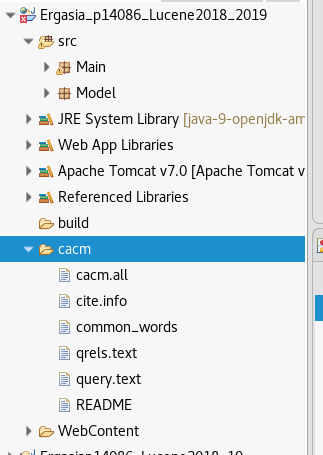 Ergasia_p14086_Lucene2018_2019
src
Main
Model
JRE System Library [java-9-openjdk-am
Web App Libraries
Apache Tomcat v7.0 [Apache Tomcat v
Referenced Libraries
build
cacm
cacm.all
cite.info
common_words
qrels.text
query.text
README
WebContent